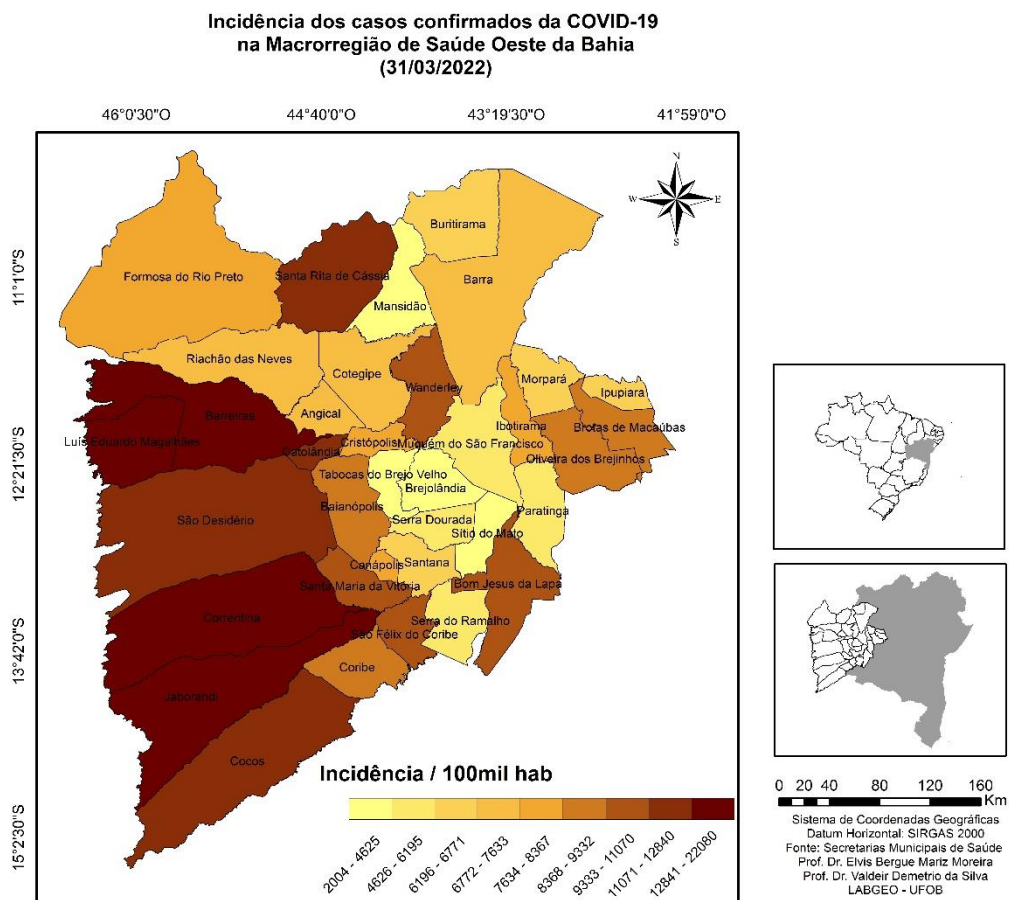 Incidência dos casos confirmados da COVID-19
na Macrorregião de Saúde Oeste da Bahia
(31/03/2022)
46°0'30"O 44°40'0"O 43°19'30"O 41°59'0"O
11°1'0"S
12°21'30"S
13°42'0"S
15°2'30"S
N
W E
S
Buritirama
Formosa do Rio Preto
Santa Rita de Cássia
Barra
Mansidão
Riachão das Neves
Cotegipe
Wanderley
Morpará
Ipupiara
Angical
Barreiras
Ibotirama
Brotas de Macaúbas
Luís Eduardo Magalhães
Cristópolis
Muquém do São Francisco
Catolândia
Oliveira dos Brejinhos
Tabocas do Brejo Velho
Brejolândia
Baianópolis
Paratinga
São Desidério
Serra Dourada
Sítio do Mato
Canápolis
Santana
Santa Maria da Vitória
Bom Jesus da Lapa
Correntina
Serra do Ramalho
São Félix do Coribe
Coribe
Jaborandi
Cocos
Incidência / 100mil hab
2004 - 4625
4626 - 6195
6196 - 6771
6772 - 7633
7634 - 8367
8368 - 9332
9333 - 11070
11071 - 12840
12841 - 22080
0 20 40 80 120 160
Km
Sistema de Coordenadas Geográficas
Datum Horizontal: SIRGAS 2000
Fonte: Secretarias Municipais de Saúde
Prof. Dr. Elvis Bergue Mariz Moreira
Prof. Dr. Valdeir Demetrio da Silva
LABGEO - UFOB